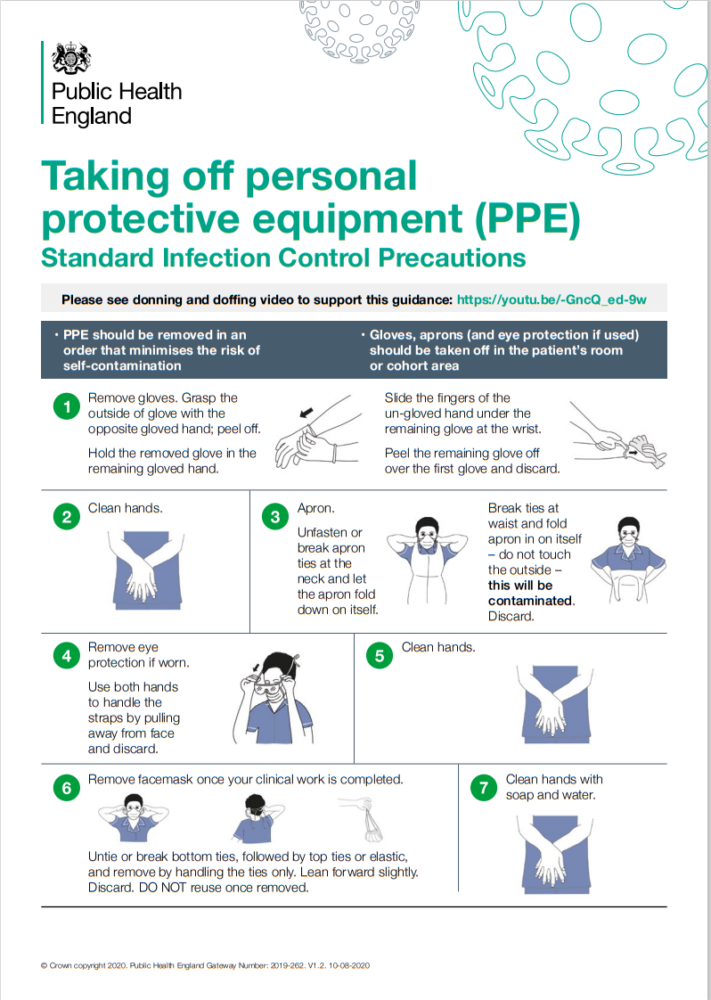 Public Health
England
Taking off personal
protective equipment (PPE)
Standard Infection Control Precautions
Please see donning and doffing video to support this guidance: https://youtu.be/-GncQ_ed-9w
• PPE should be removed in an
order that minimises the risk of
self-contamination
• Gloves, aprons (and eye protection if used)
should be taken off in the patient's room
or cohort area
1
Remove gloves. Grasp the
outside of glove with the
opposite gloved hand; peel off.
Hold the removed glove in the
remaining gloved hand.
Slide the fingers of the
un-gloved hand under the
remaining glove at the wrist.
Peel the remaining glove off
over the first glove and discard.
2
Clean hands.
3
Apron.
Unfasten or
break apron
ties at the
neck and let
the apron fold
down on itself.
Break ties at
waist and fold
apron in on itself
– do not touch
the outside –
this will be
contaminated.
Discard.
4
Remove eye
protection if worn.
Use both hands
to handle the
straps by pulling
away from face
and discard.
5
Clean hands.
6
Remove facemask once your clinical work is completed.
Untie or break bottom ties, followed by top ties or elastic,
and remove by handling the ties only. Lean forward slightly.
Discard. DO NOT reuse once removed.
7
Clean hands with
soap and water.
© Crown copyright 2020. Public Health England Gateway Number: 2019-262. V1.2. 10-08-2020